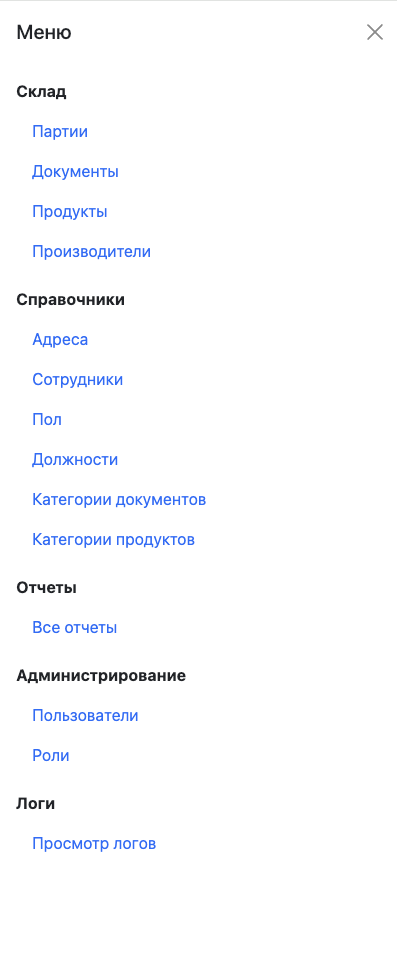 Меню
Склад
Партии
Документы
Продукты
Производители
Справочники
Адреса
Сотрудники
Пол
Должности
Категории документов
Категории продуктов
Отчеты
Все отчеты
Администрирование
Пользователи
Роли
Логи
Просмотр логов